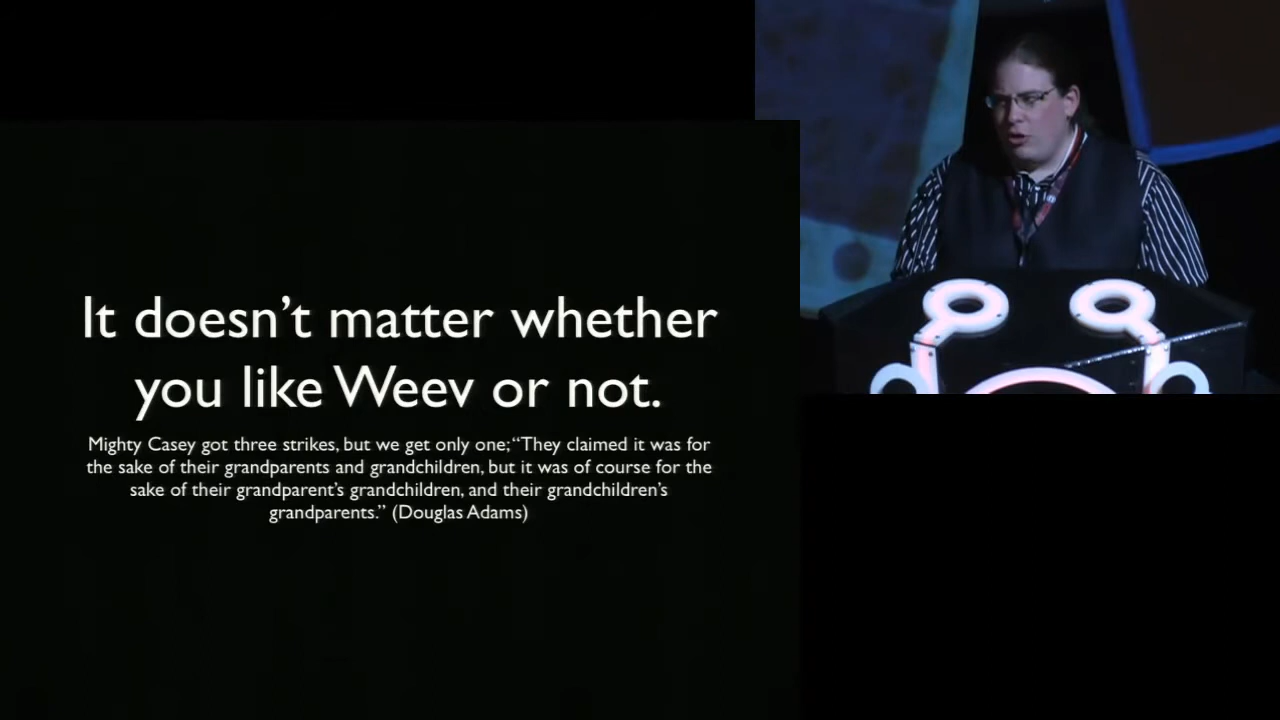 It doesn't matter whether
you like Weev or not.
Mighty Casey got three strikes, but we get only one; “They claimed it was for
the sake of their grandparents and grandchildren, but it was of course for the
sake of their grandparent's grandchildren, and their grandchildren's
grandparents.” (Douglas Adams)